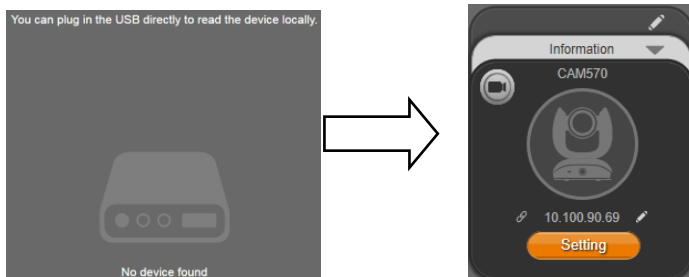 You can plug in the USB directly to read the device locally.
No device found
Information
CAM570
10.100.90.69
Setting